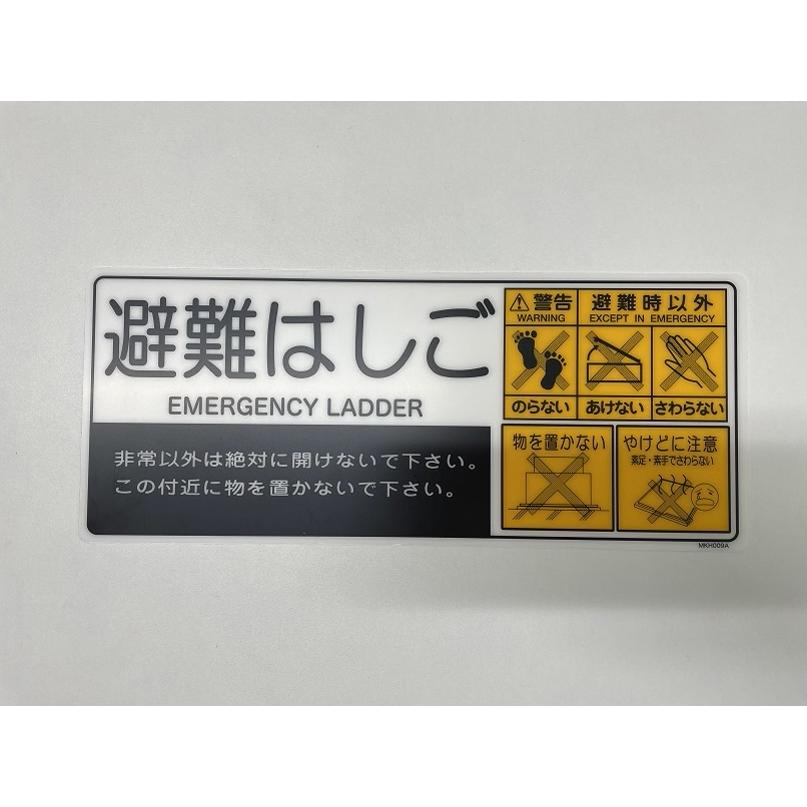 避難はしご
EMERGENCY LADDER
非常以外は絶対に開けないで下さい。
この付近に物を置かないで下さい。
警告
WARNING
避難時以外
EXCEPT IN EMERGENCY
のらない
あけない
さわらない
物を置かない
やけどに注意
素足・素手でさわらない
MKH009A